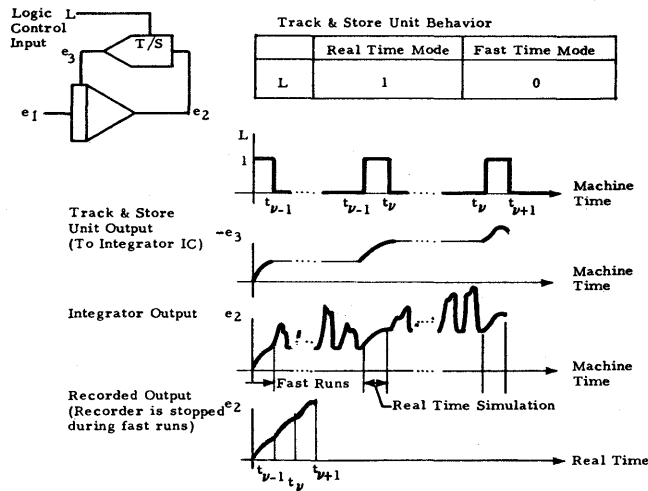 Logic L
Control
Input
T/S
e3
e1
e2
Track & Store Unit Behavior
Real Time Mode Fast Time Mode
L 1 0
L
1
tν-1 tν-1 tν tν tν+1
Machine
Time
Track & Store
Unit Output
(To Integrator IC)
-e3
Machine
Time
Integrator Output e2
Machine
Time
Fast Runs
Real Time Simulation
Recorded Output e2
(Recorder is stopped
during fast runs)
Real Time
tν-1 tν tν+1